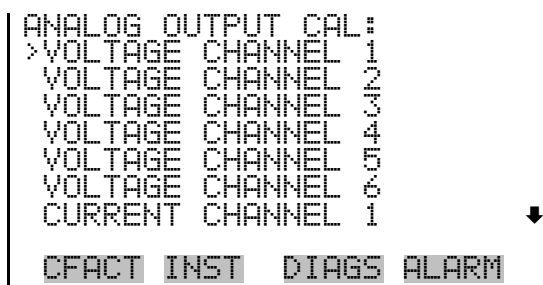 ANALOG OUTPUT CAL:
>VOLTAGE CHANNEL 1
VOLTAGE CHANNEL 2
VOLTAGE CHANNEL 3
VOLTAGE CHANNEL 4
VOLTAGE CHANNEL 5
VOLTAGE CHANNEL 6
CURRENT CHANNEL 1
CFACT INST DIAGS ALARM